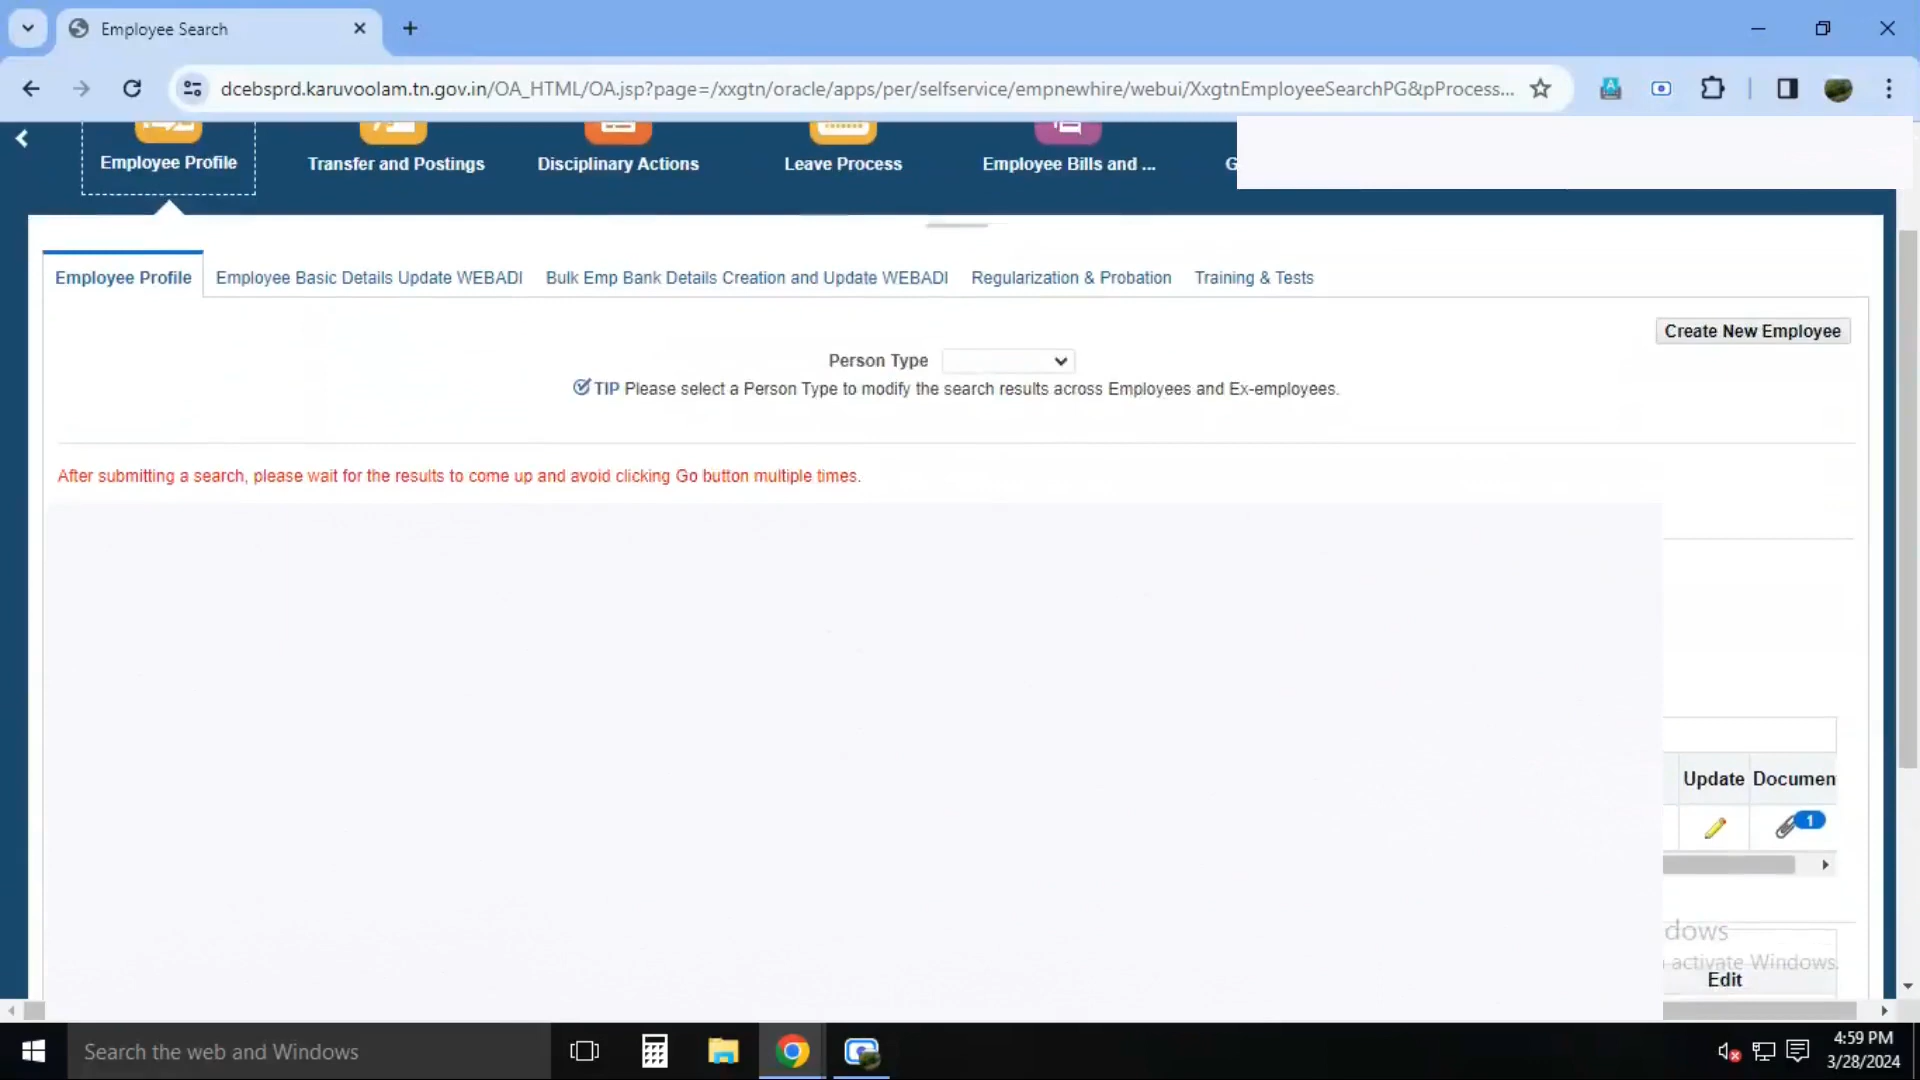 Employee Search
dcebsprd.karuvoolam.tn.gov.in/OA_HTML/OA.jsp?page=/xxgtn/oracle/apps/per/selfservice/empnewhire/webui/XxgtnEmployeeSearchPG&pProcess...
Employee Profile
Transfer and Postings
Disciplinary Actions
Leave Process
Employee Bills and ...
G
Employee Profile
Employee Basic Details Update WEBADI
Bulk Emp Bank Details Creation and Update WEBADI
Regularization & Probation
Training & Tests
Create New Employee
Person Type
TIP Please select a Person Type to modify the search results across Employees and Ex-employees.
After submitting a search, please wait for the results to come up and avoid clicking Go button multiple times.
Update Documen
1
dows
activate Windows.
Edit
Search the web and Windows
4:59 PM
3/28/2024